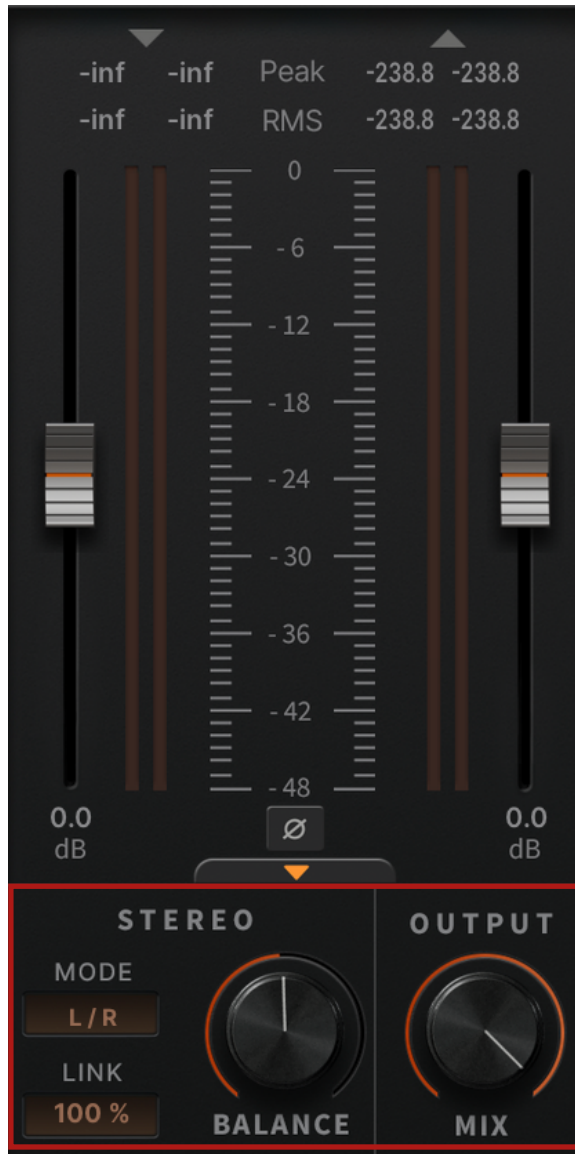 -inf -inf Peak -238.8 -238.8
-inf -inf RMS -238.8 -238.8
0
-6
-12
-18
-24
-30
-36
-42
-48
0.0 Ø 0.0
dB dB
STEREO OUTPUT
MODE
L/R
LINK
100 %
BALANCE MIX